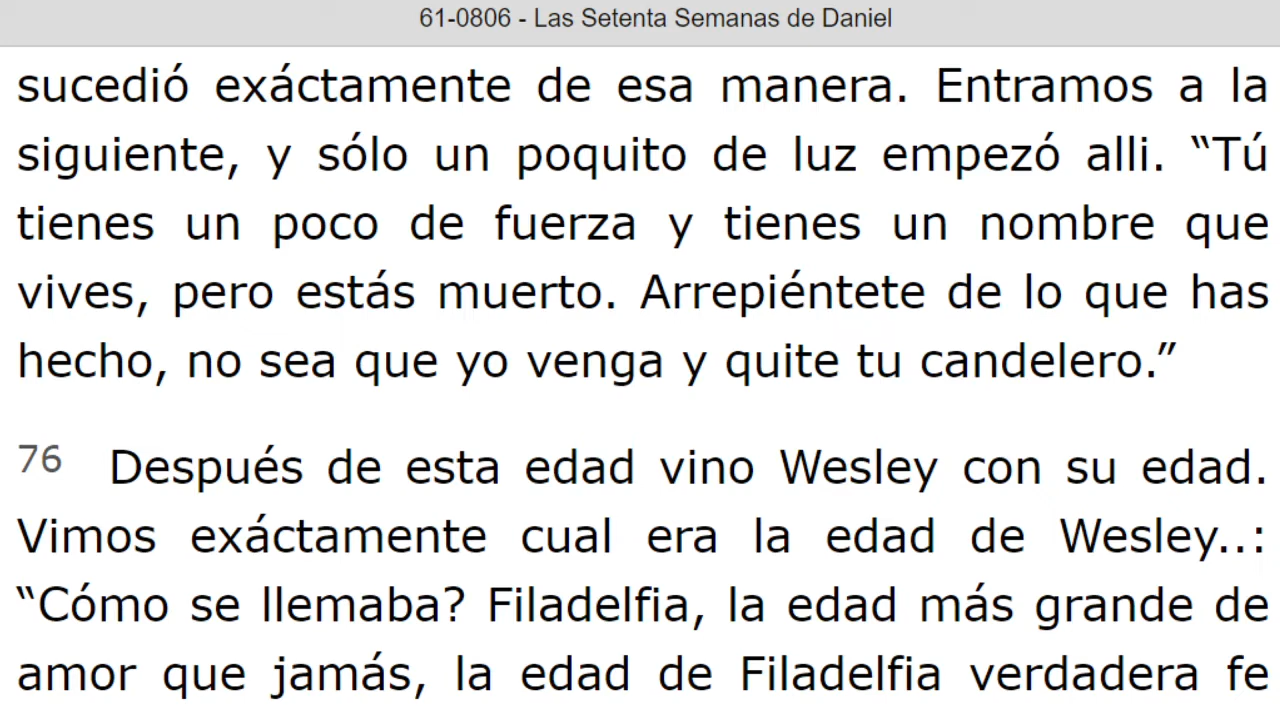 61-0806 - Las Setenta Semanas de Daniel
sucedió exáctamente de esa manera. Entramos a la
siguiente, y sólo un poquito de luz empezó alli. “Tú
tienes un poco de fuerza y tienes un nombre que
vives, pero estás muerto. Arrepiéntete de lo que has
hecho, no sea que yo venga y quite tu candelero.”
76 Después de esta edad vino Wesley con su edad.
Vimos exáctamente cual era la edad de Wesley..:
“Cómo se llemaba? Filadelfia, la edad más grande de
amor que jamás, la edad de Filadelfia verdadera fe